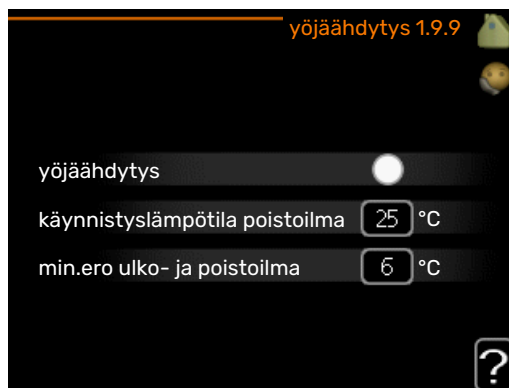 yöjäähdytys 1.9.9
yöjäähdytys
käynnistyslämpötila poistoilma 25 °C
min.ero ulko- ja poistoilma 6 °C
?